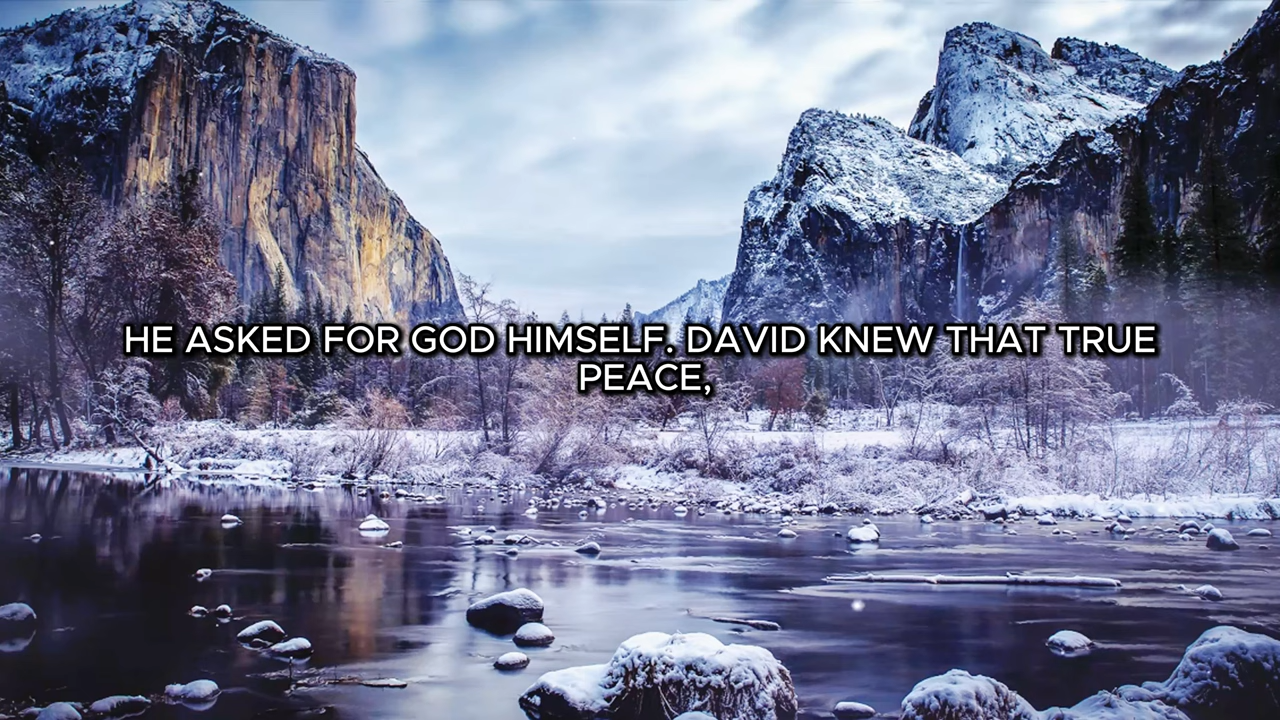 HE ASKED FOR GOD HIMSELF. DAVID KNEW THAT TRUE
PEACE,